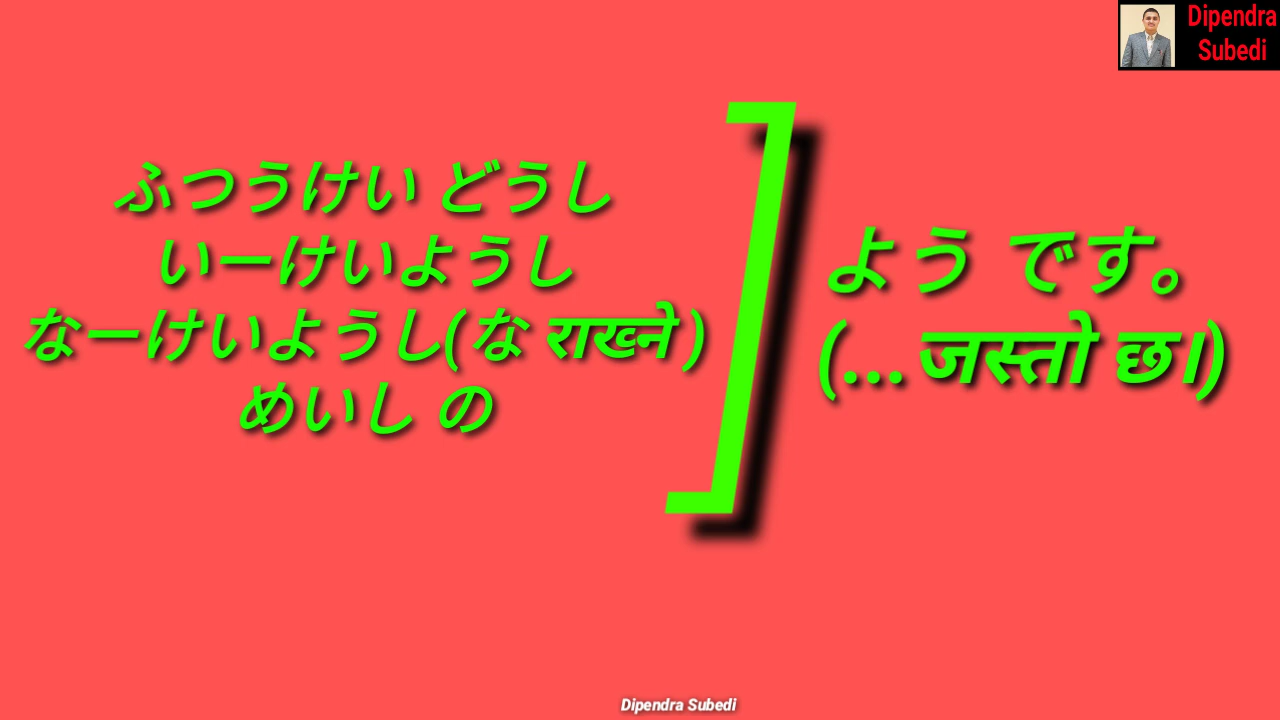 Dipendra
Subedi
ふつうけい どうし
いーけいようし
なーけいようし(な राख्ने)
めいし の
]
よう です。
(...जस्तो छ।)
Dipendra Subedi